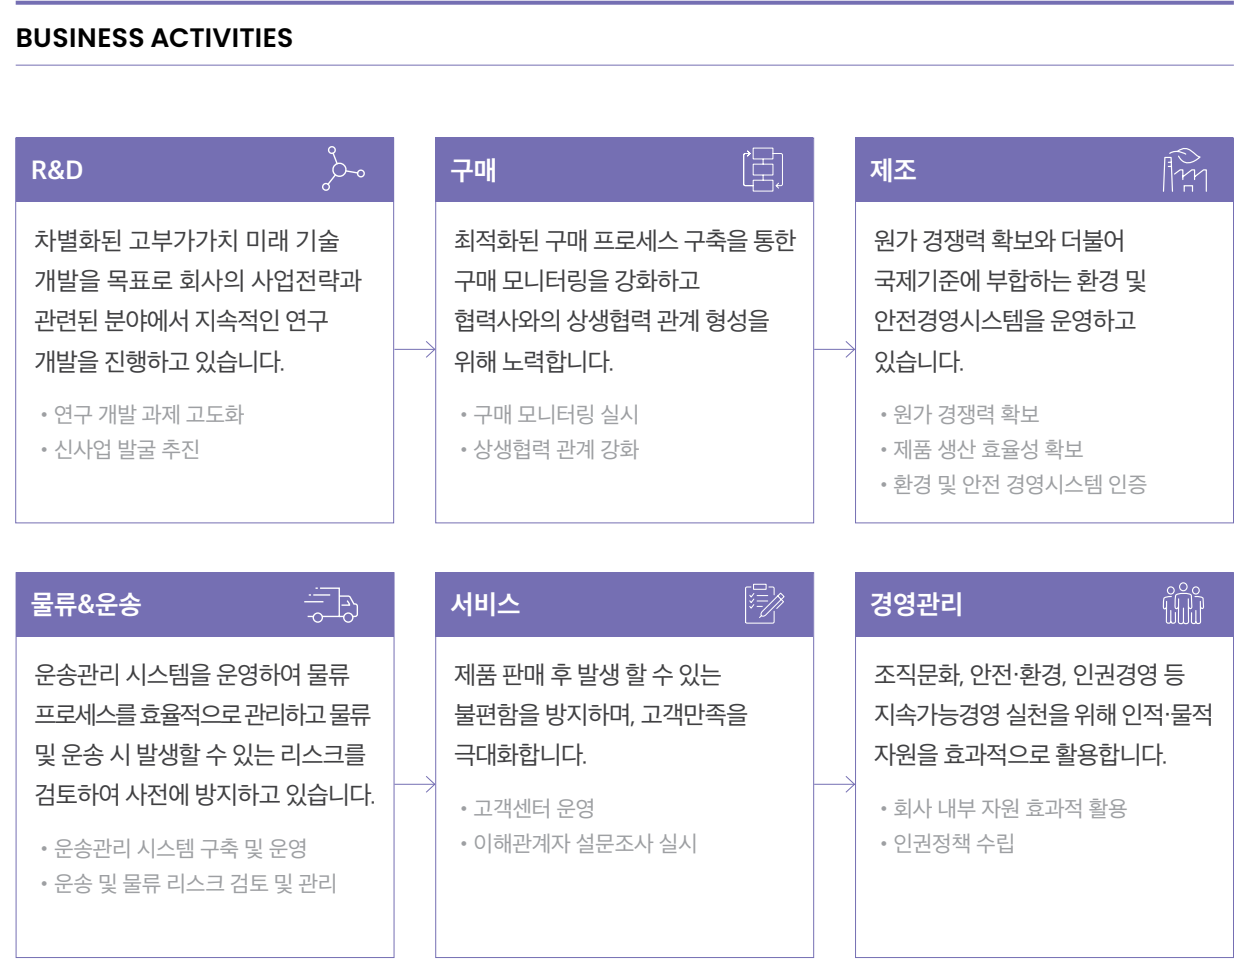 BUSINESS ACTIVITIES
R&D
차별화된 고부가가치 미래 기술
개발을 목표로 회사의 사업전략과
관련된 분야에서 지속적인 연구
개발을 진행하고 있습니다.
• 연구 개발 과제 고도화
• 신사업 발굴 추진
구매
최적화된 구매 프로세스 구축을 통한
구매 모니터링을 강화하고
협력사와의 상생협력 관계 형성을
위해 노력합니다.
• 구매 모니터링 실시
• 상생협력 관계 강화
제조
원가 경쟁력 확보와 더불어
국제기준에 부합하는 환경 및
안전경영시스템을 운영하고
있습니다.
• 원가 경쟁력 확보
• 제품 생산 효율성 확보
• 환경 및 안전 경영시스템 인증
물류&운송
운송관리 시스템을 운영하여 물류
프로세스를 효율적으로 관리하고 물류
및 운송 시 발생할 수 있는 리스크를
검토하여 사전에 방지하고 있습니다.
• 운송관리 시스템 구축 및 운영
• 운송 및 물류 리스크 검토 및 관리
서비스
제품 판매 후 발생 할 수 있는
불편함을 방지하며, 고객만족을
극대화합니다.
• 고객센터 운영
• 이해관계자 설문조사 실시
경영관리
조직문화, 안전·환경, 인권경영 등
지속가능경영 실천을 위해 인적·물적
자원을 효과적으로 활용합니다.
• 회사 내부 자원 효과적 활용
• 인권정책 수립